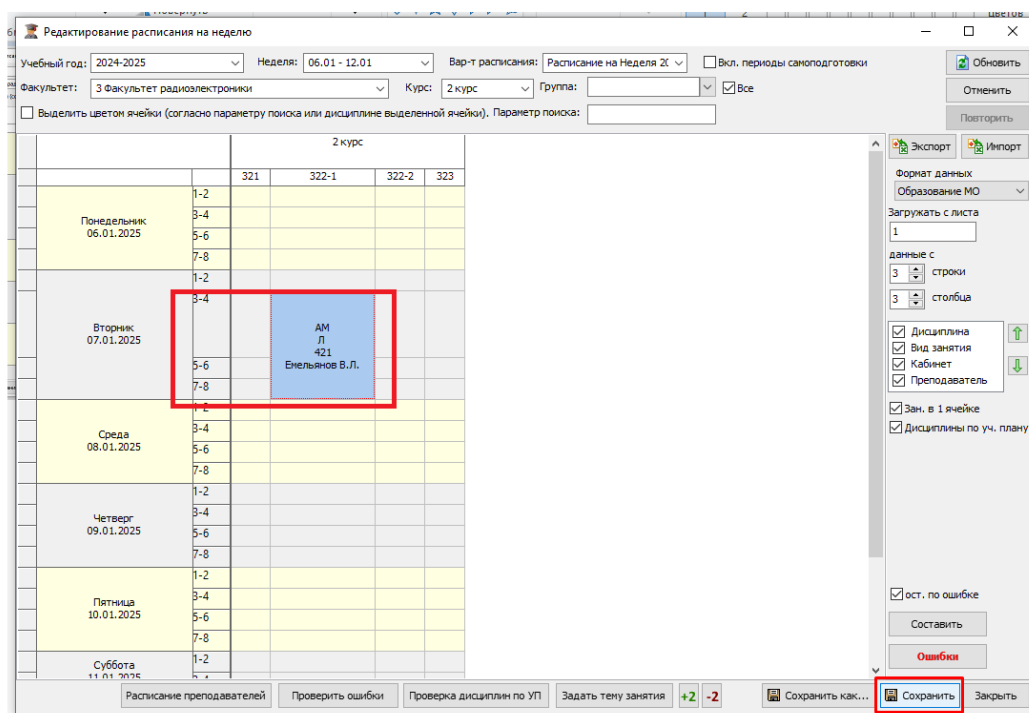 Редактирование расписания на неделю
Учебный год: 2024-2025 Неделя: 06.01 - 12.01 Вар-т расписания: Расписание на Неделя 2( Вкл. периоды самоподготовки Обновить
Факультет: 3 Факультет радиоэлектроники Курс: 2 курс Группа: Все Отменить
Выделить цветом ячейки (согласно параметру поиска или дисциплине выделенной ячейки). Параметр поиска: Повторить
2 курс
Экспорт Импорт
321 322-1 322-2 323
Формат данных
Образование МО
Загружать с листа
1
данные с
3 строки
3 столбца
Дисциплина
Вид занятия
Кабинет
Преподаватель
Зан. в 1 ячейке
Дисциплины по уч. плану
Понедельник
06.01.2025
1-2
3-4
5-6
7-8
Вторник
07.01.2025
1-2
3-4
5-6
7-8
АМ
Л
421
Емельянов В.Л.
Среда
08.01.2025
1-2
3-4
5-6
7-8
Четверг
09.01.2025
1-2
3-4
5-6
7-8
Пятница
10.01.2025
1-2
3-4
5-6
7-8
Суббота
11.01.2025
1-2
3-4
ост. по ошибке
Составить
Ошибки
Расписание преподавателей Проверить ошибки Проверка дисциплин по УП Задать тему занятия +2 -2 Сохранить как... Сохранить Закрыть